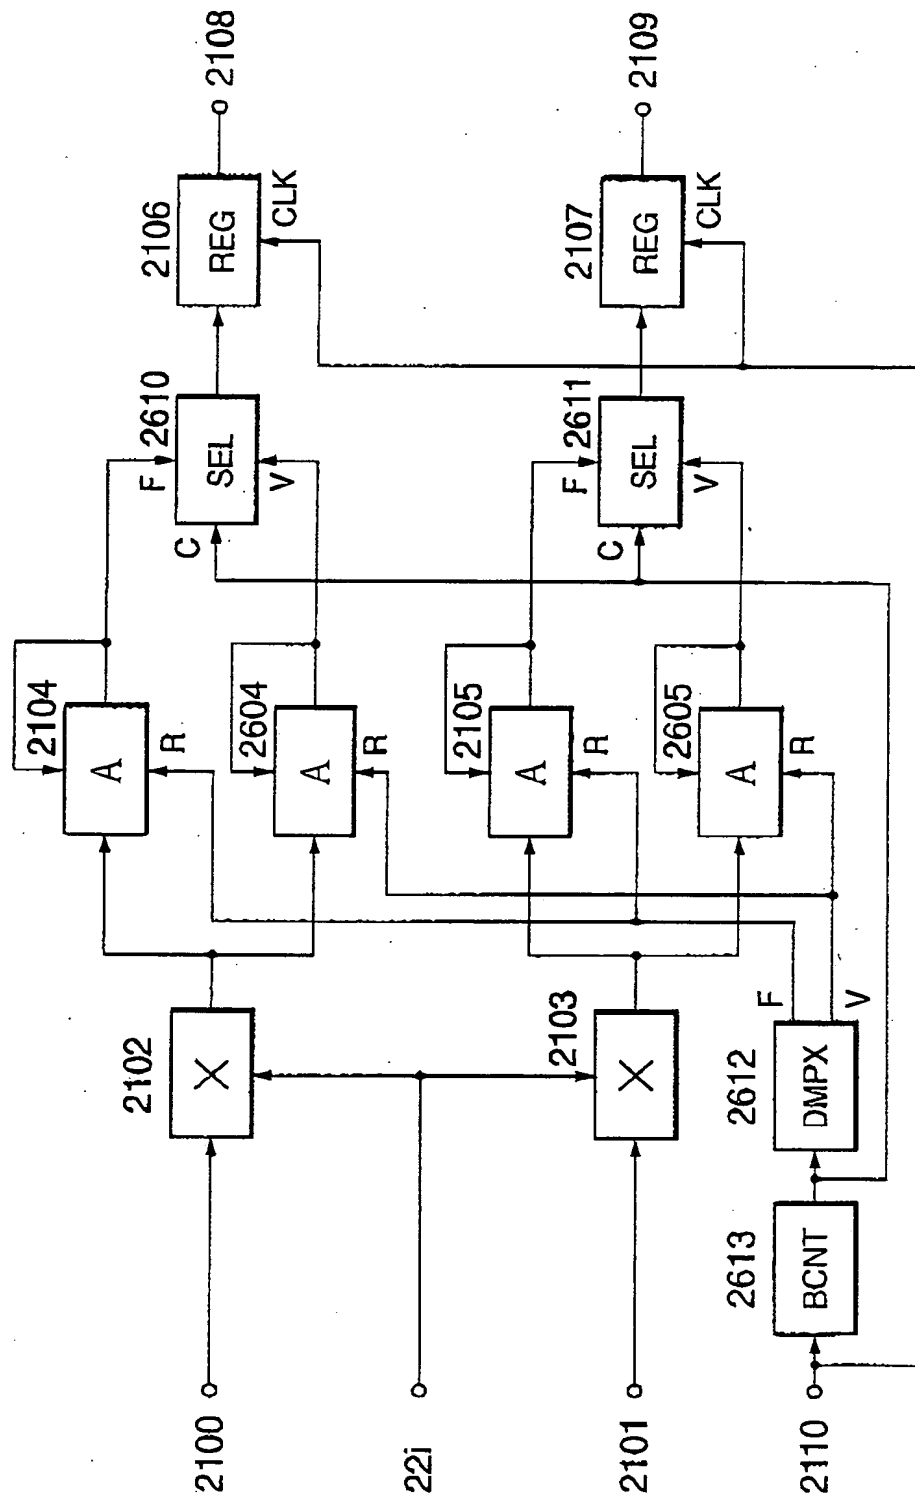 2100
22i
2101
2110
2102
X
2103
X
2613
BCNT
2612
DMPX
F
V
2104
A
R
2604
A
R
2105
A
R
2605
A
R
C
F
2610
SEL
V
C
F
2611
SEL
V
2106
REG
CLK
2107
REG
CLK
2108
2109